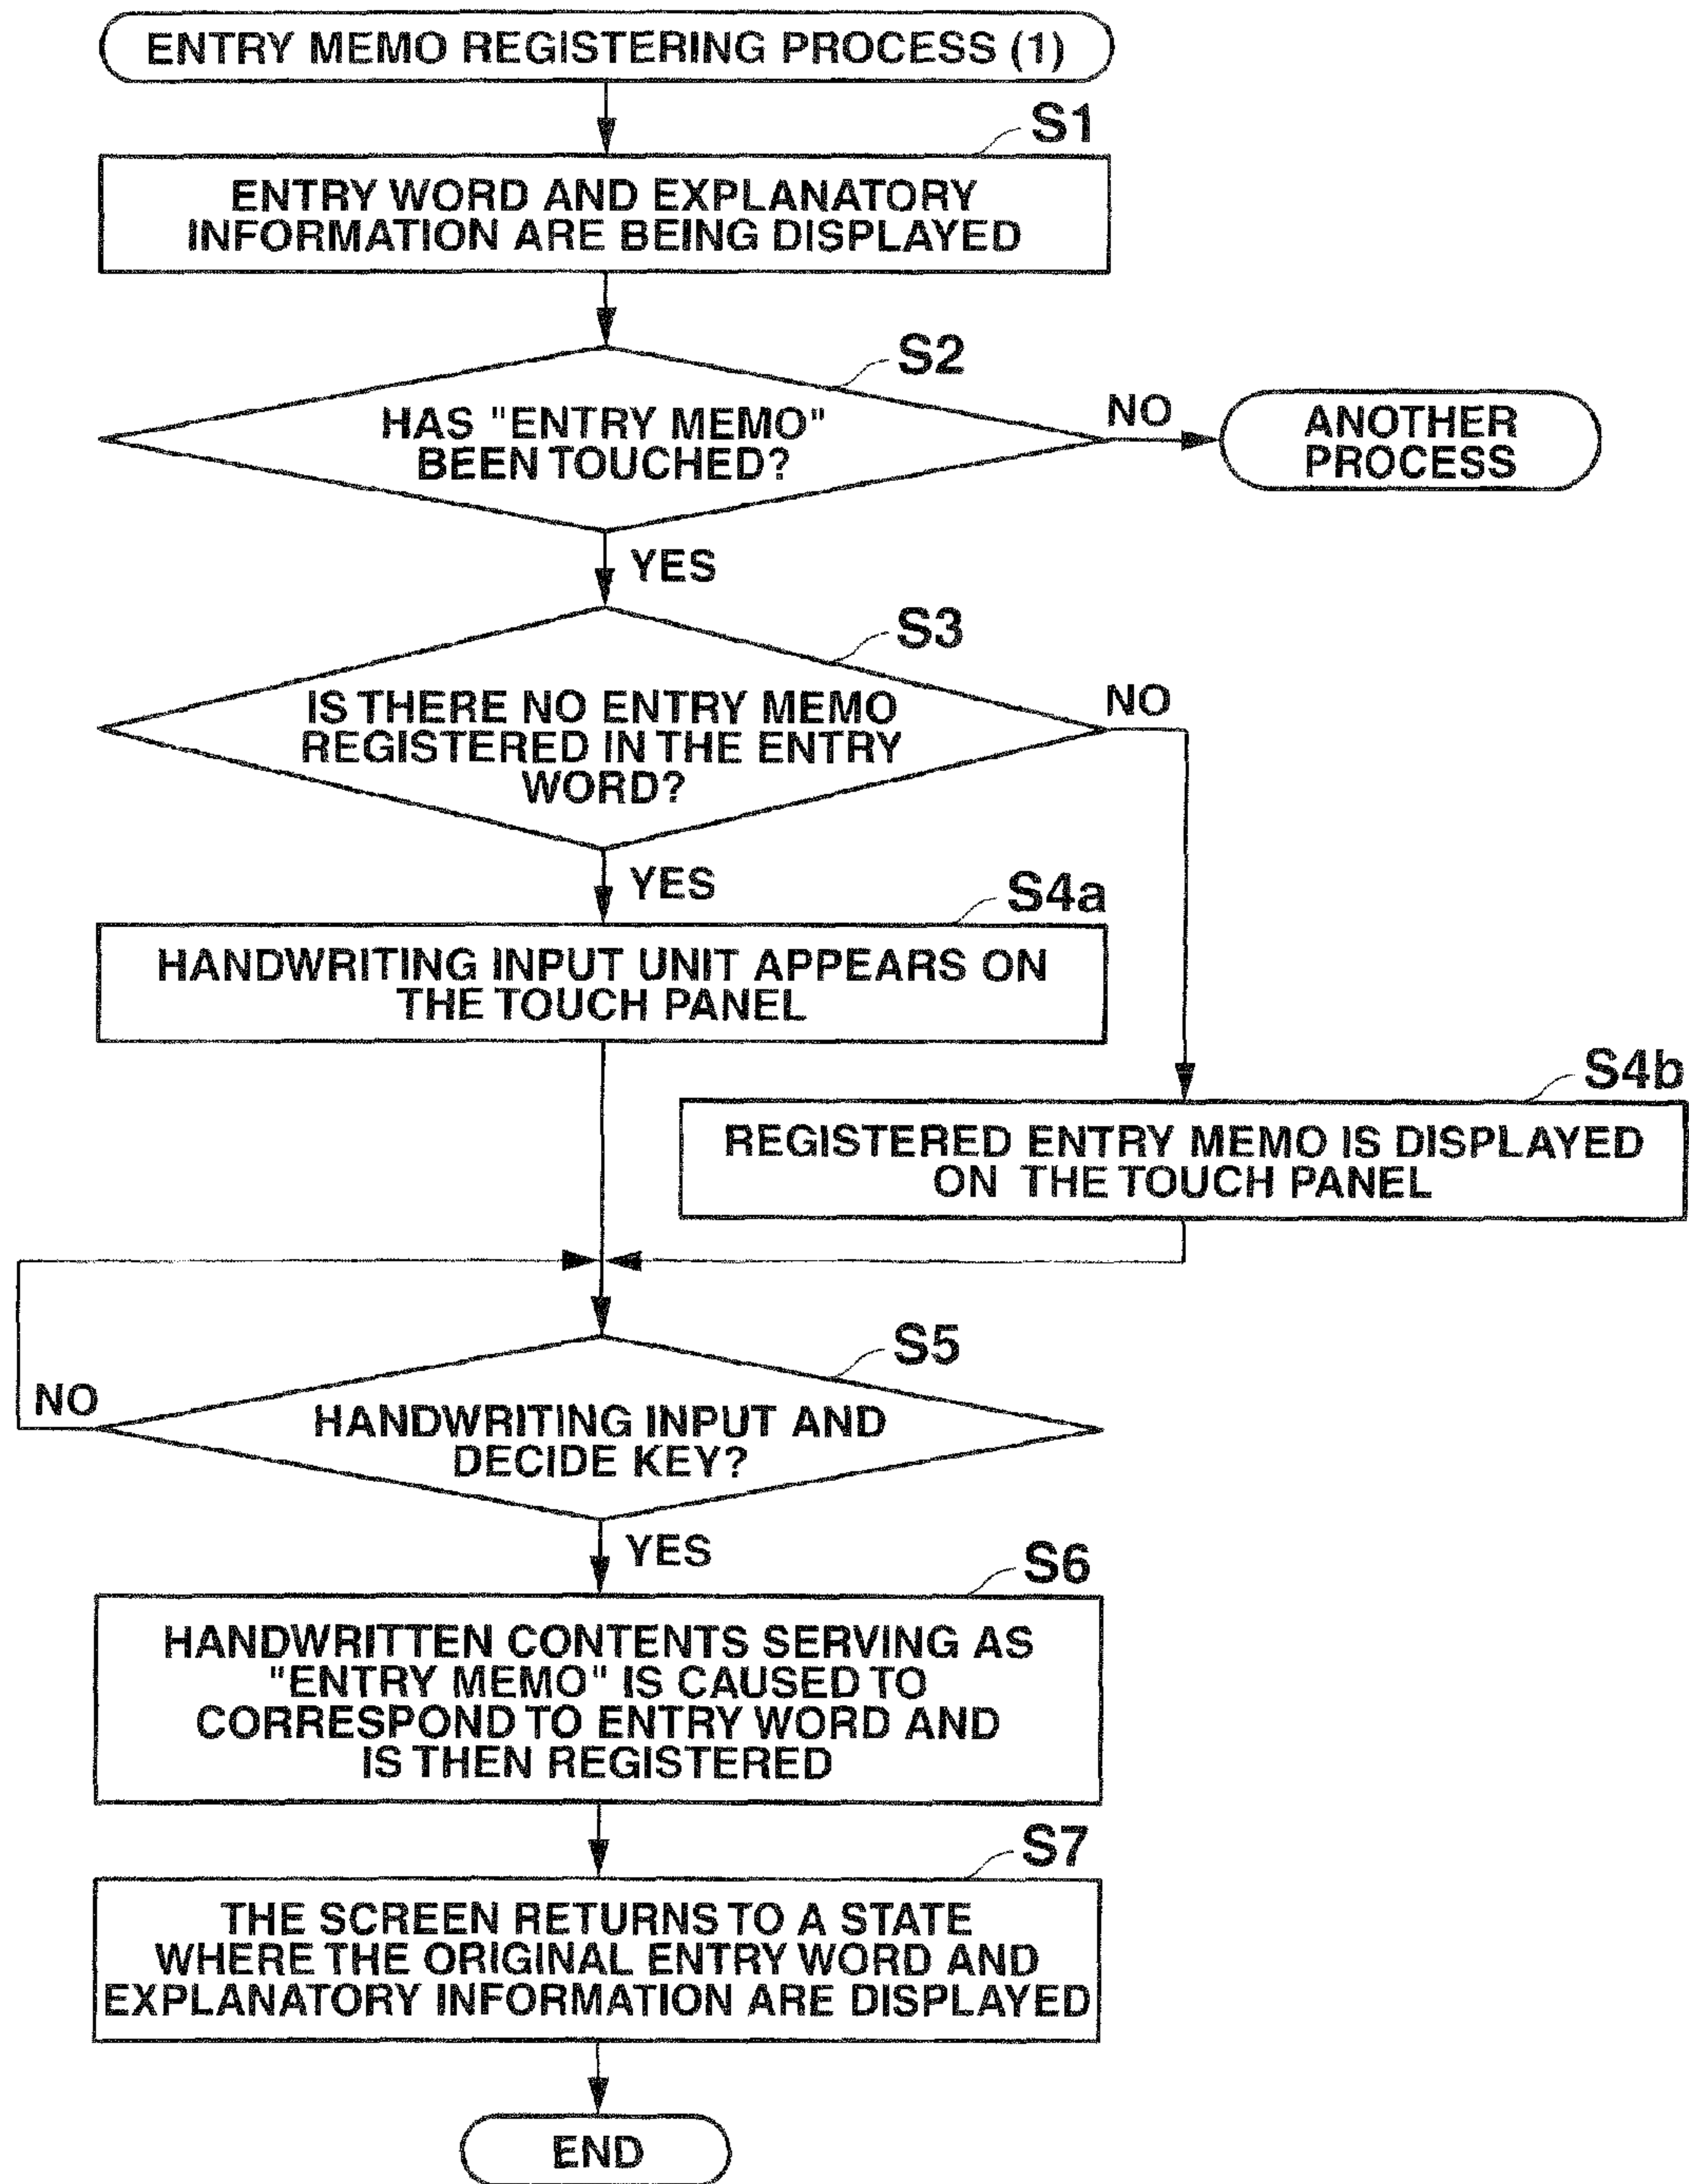 ENTRY MEMO REGISTERING PROCESS (1)
S1
ENTRY WORD AND EXPLANATORY
INFORMATION ARE BEING DISPLAYED
S2
HAS "ENTRY MEMO"
BEEN TOUCHED?
NO
ANOTHER
PROCESS
YES
S3
IS THERE NO ENTRY MEMO
REGISTERED IN THE ENTRY
WORD?
NO
YES
S4a
HANDWRITING INPUT UNIT APPEARS ON
THE TOUCH PANEL
S4b
REGISTERED ENTRY MEMO IS DISPLAYED
ON THE TOUCH PANEL
S5
NO
HANDWRITING INPUT AND
DECIDE KEY?
YES
S6
HANDWRITTEN CONTENTS SERVING AS
"ENTRY MEMO" IS CAUSED TO
CORRESPOND TO ENTRY WORD AND
IS THEN REGISTERED
S7
THE SCREEN RETURNS TO A STATE
WHERE THE ORIGINAL ENTRY WORD AND
EXPLANATORY INFORMATION ARE DISPLAYED
END